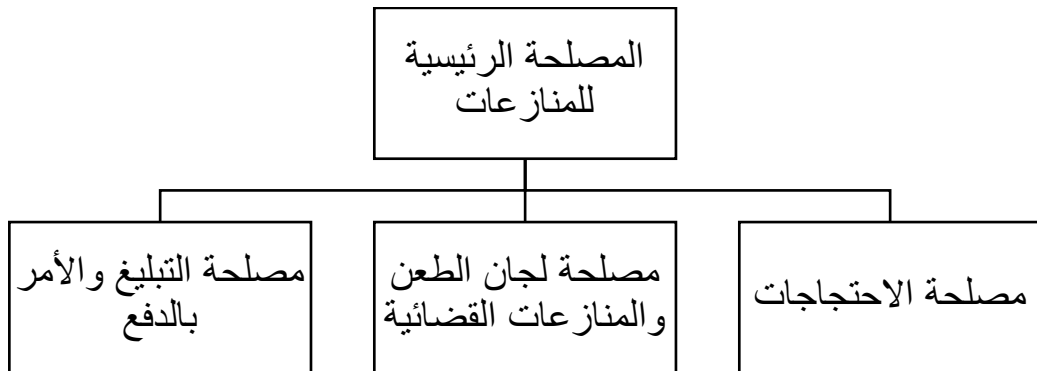 المصلحة الرئيسية
للمنازعات
مصلحة الاحتجاجات
مصلحة لجان الطعن
والمنازعات القضائية
مصلحة التبليغ والأمر
بالدفع